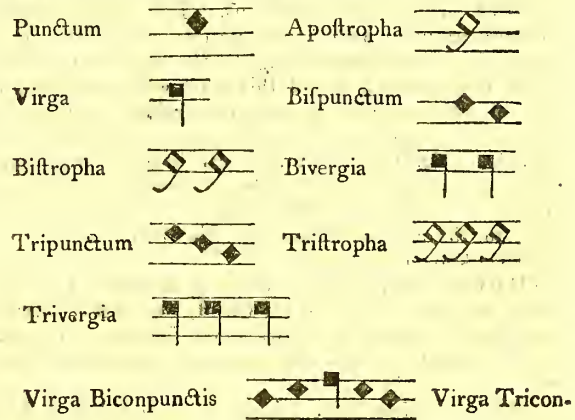 Punctum Apoſtropha
Virga Biſpunctum
Biſtropha Bivergia
Tripunctum Triſtropha
Trivergia
Virga Biconpunctis Virga Tricon-